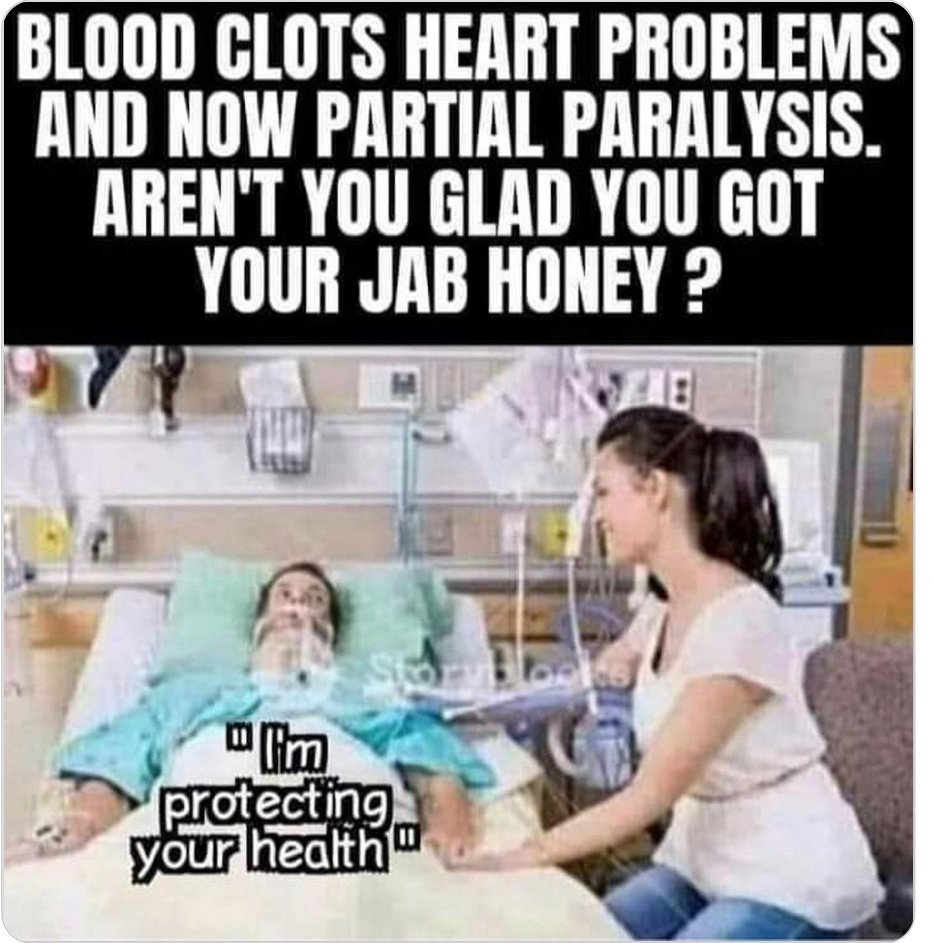 BLOOD CLOTS HEART PROBLEMS
AND NOW PARTIAL PARALYSIS.
AREN'T YOU GLAD YOU GOT
YOUR JAB HONEY ?
Storyblocks
" I'm
protecting
your health "